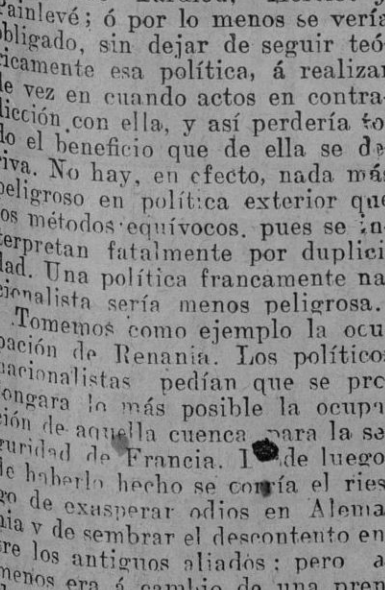 Painlevé; ó por lo menos se vería
obligado, sin dejar de seguir teó
ricamente esa política, á realizar
de vez en cuando actos en contra-
dicción con ella, y así perdería to-
do el beneficio que de ella se de-
riva. No hay, en efecto, nada más
peligroso en política exterior que
los métodos equívocos. pues se in-
terpretan fatalmente por duplici
dad. Una política francamente na
cionalista sería menos peligrosa.
Tomemos como ejemplo la ocu
pación de Renania. Los políticos
nacionalistas pedían que se pro
longara lo más posible la ocupa
ción de aquella cuenca para la se
guridad de Francia. de luego
de haberlo hecho se corría el ries
go de exasperar odios en Alema
nia y de sembrar el descontento en
tre los antiguos aliados; pero a
menos era á cambio de una pren